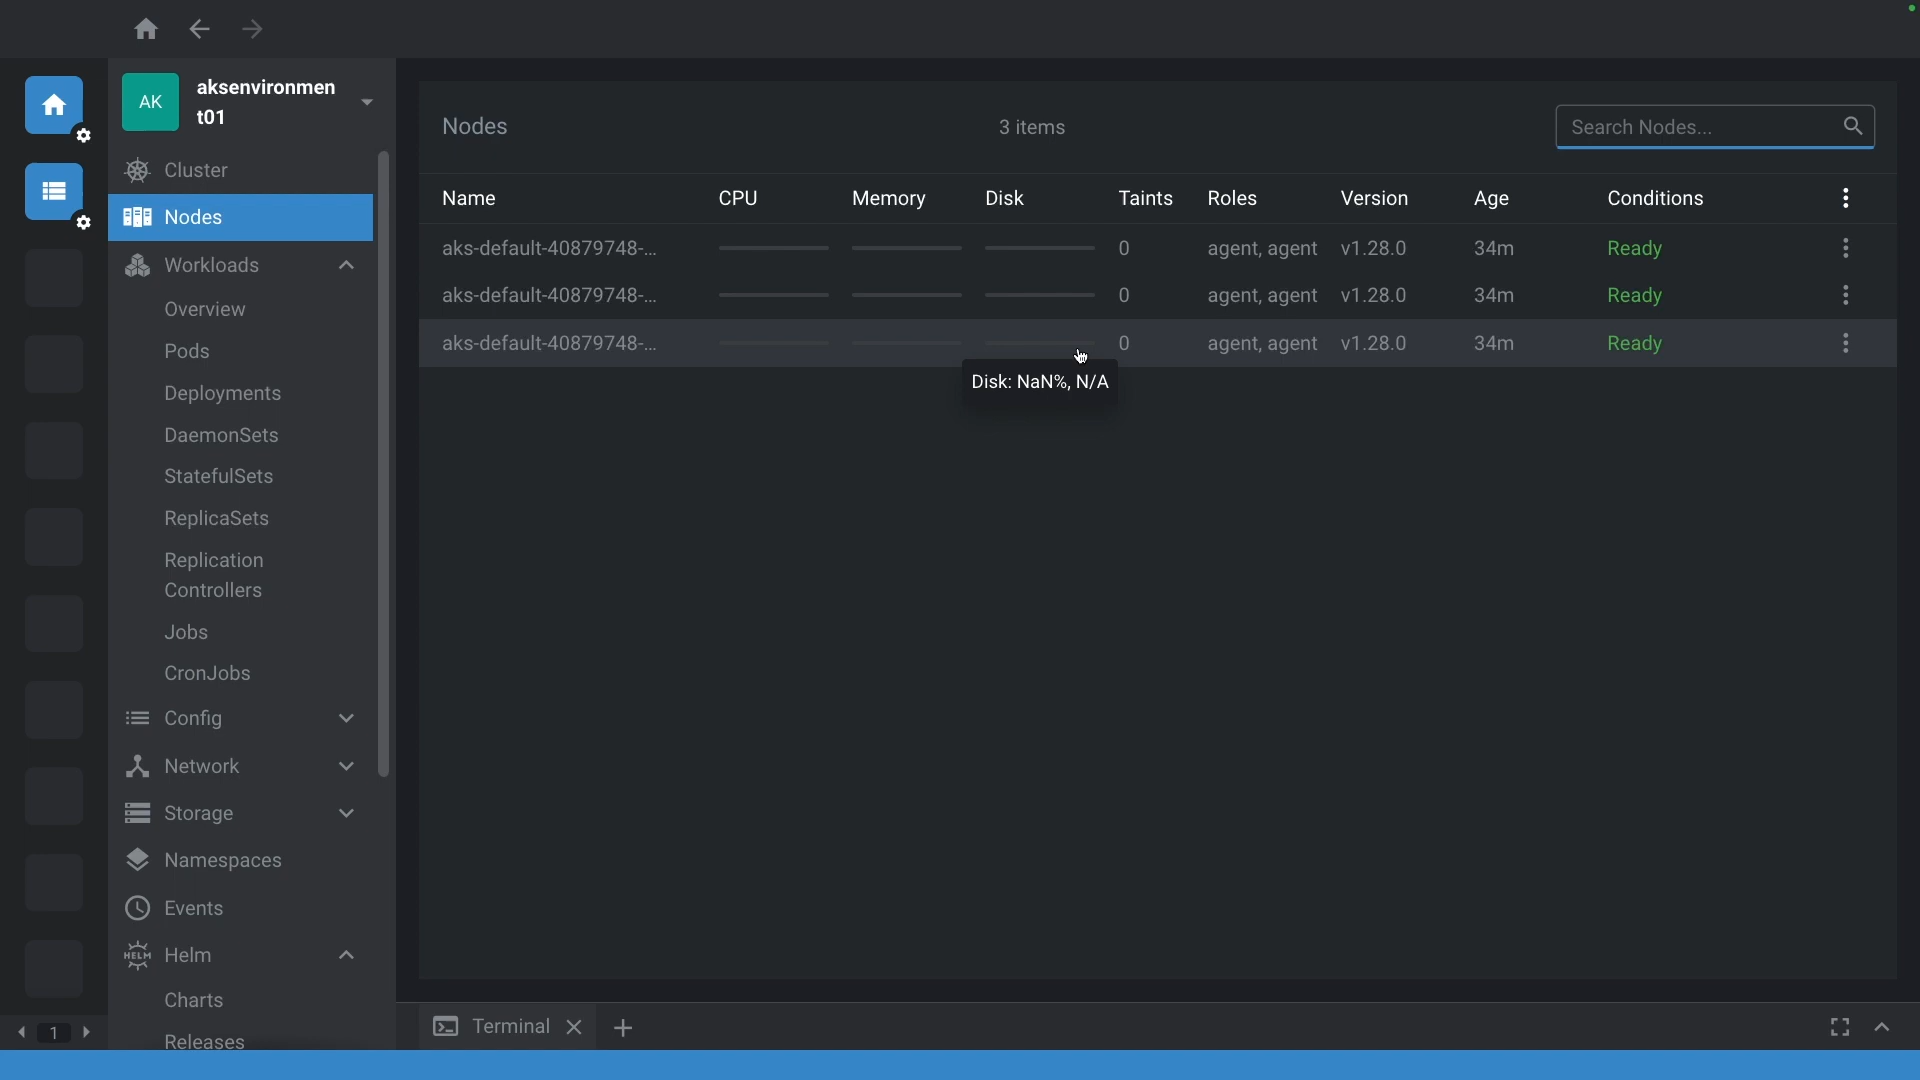 AK
aksenvironmen
t01
Cluster
Nodes
Workloads
Overview
Pods
Deployments
DaemonSets
StatefulSets
ReplicaSets
Replication
Controllers
Jobs
CronJobs
Config
Network
Storage
Namespaces
Events
HELM Helm
Charts
Releases
1
Nodes 3 items Search Nodes...
Name CPU Memory Disk Taints Roles Version Age Conditions
aks-default-40879748-... 0 agent, agent v1.28.0 34m Ready
aks-default-40879748-... 0 agent, agent v1.28.0 34m Ready
aks-default-40879748-... 0 agent, agent v1.28.0 34m Ready
Disk: NaN%, N/A
Terminal